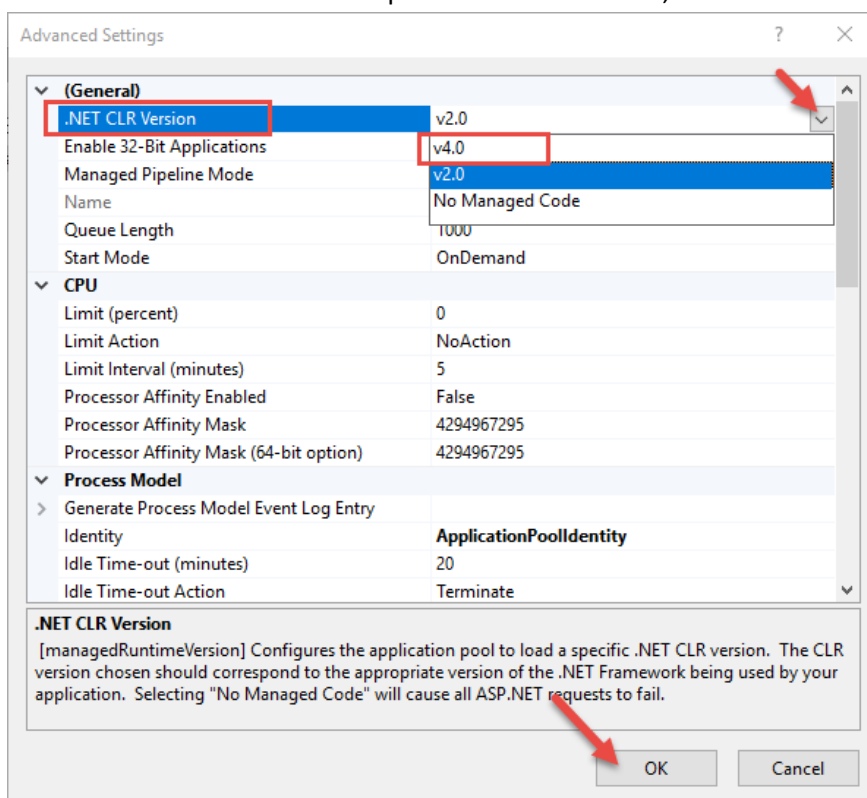 Advanced Settings ? ×
(General)
.NET CLR Version v2.0
Enable 32-Bit Applications v4.0
Managed Pipeline Mode v2.0
Name No Managed Code
Queue Length 1000
Start Mode OnDemand
CPU
Limit (percent) 0
Limit Action NoAction
Limit Interval (minutes) 5
Processor Affinity Enabled False
Processor Affinity Mask 4294967295
Processor Affinity Mask (64-bit option) 4294967295
Process Model
Generate Process Model Event Log Entry
Identity ApplicationPoolIdentity
Idle Time-out (minutes) 20
Idle Time-out Action Terminate
.NET CLR Version
[managedRuntimeVersion] Configures the application pool to load a specific .NET CLR version. The CLR
version chosen should correspond to the appropriate version of the .NET Framework being used by your
application. Selecting "No Managed Code" will cause all ASP.NET requests to fail.
OK Cancel